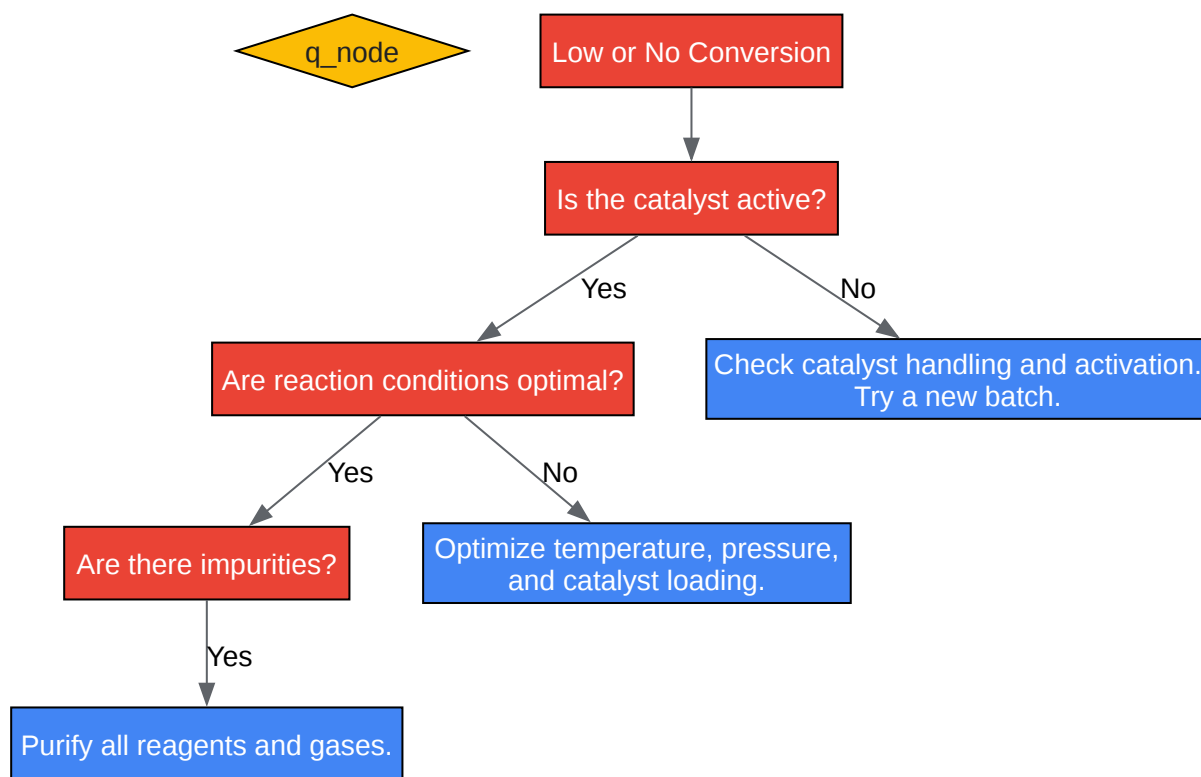 q_node
Low or No Conversion
Is the catalyst active?
Yes
No
Are reaction conditions optimal?
Check catalyst handling and activation.
Try a new batch.
Yes
No
Are there impurities?
Optimize temperature, pressure,
and catalyst loading.
Yes
Purify all reagents and gases.